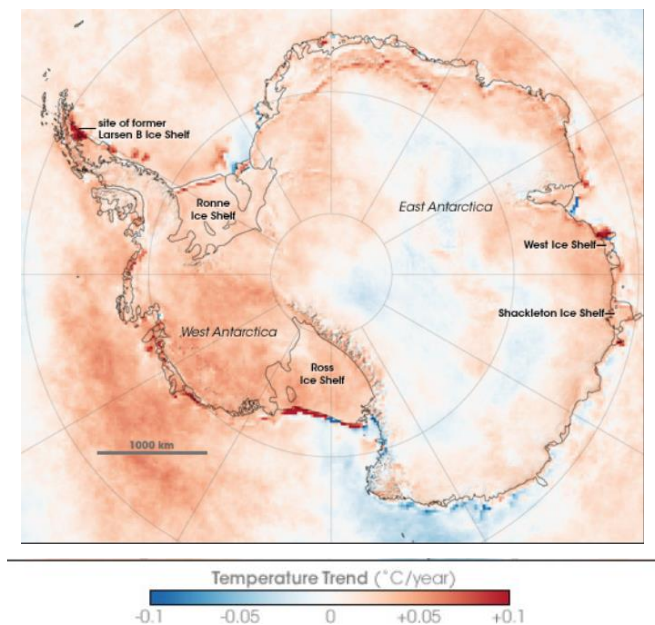 site of former
Larsen B Ice Shelf
Ronne
Ice Shelf
East Antarctica
West Ice Shelf
Shackleton Ice Shelf
West Antarctica
Ross
Ice Shelf
1000 km
Temperature Trend (˚C/year)
-0.1 -0.05 0 +0.05 +0.1